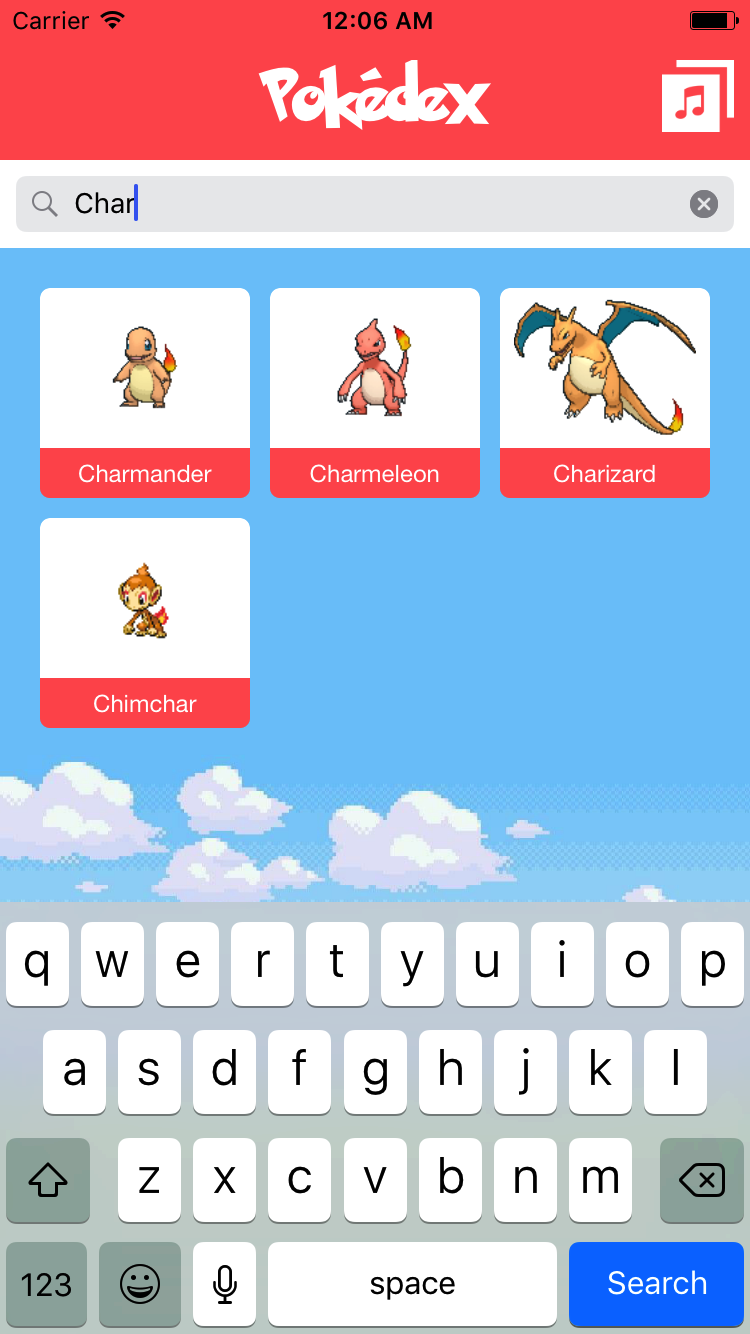 Carrier 12:06 AM
Pokédex
Char
Charmander Charmeleon Charizard
Chimchar
q w e r t y u i o p
a s d f g h j k l
z x c v b n m
123 space Search